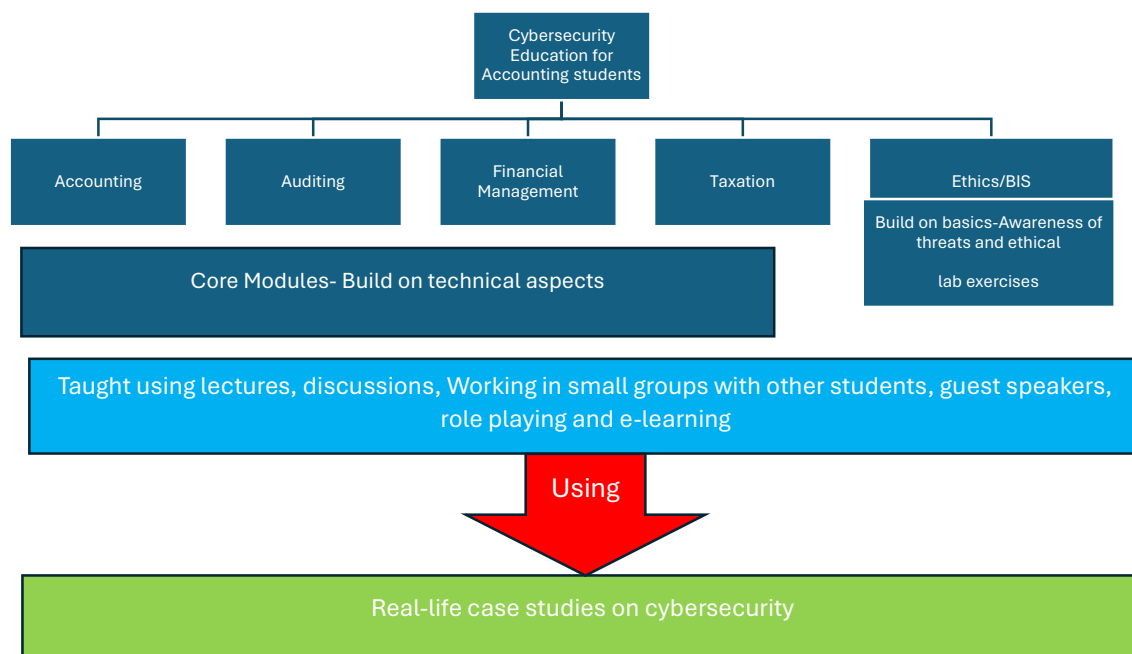 Cybersecurity
Education for
Accounting students
Accounting
Auditing
Financial
Management
Taxation
Ethics/BIS
Build on basics-Awareness of
threats and ethical
lab exercises
Core Modules- Build on technical aspects
Taught using lectures, discussions, Working in small groups with other students, guest speakers,
role playing and e-learning
Using
Real-life case studies on cybersecurity